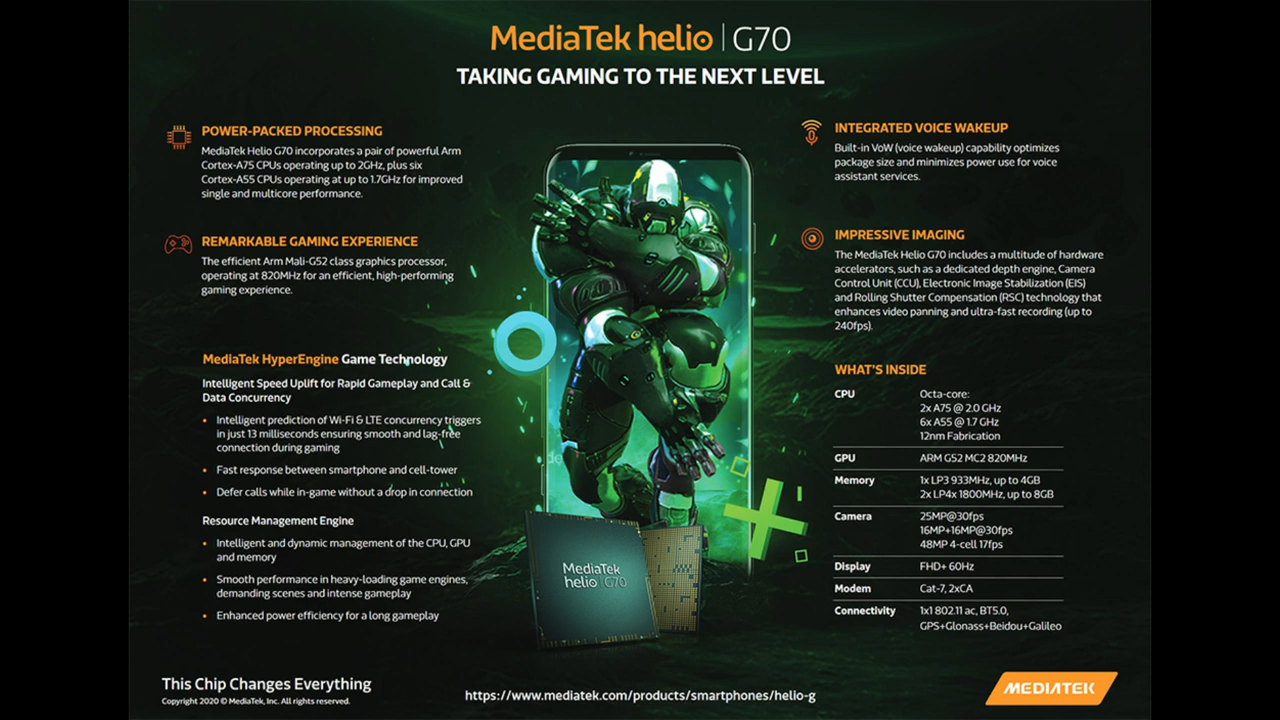 MediaTek helio | G70
TAKING GAMING TO THE NEXT LEVEL
POWER-PACKED PROCESSING
MediaTek Helio G70 incorporates a pair of powerful Arm
Cortex-A75 CPUs operating up to 2GHz, plus six
Cortex-A55 CPUs operating at up to 1.7GHz for improved
single and multicore performance.
REMARKABLE GAMING EXPERIENCE
The efficient Arm Mali-G52 class graphics processor,
operating at 820MHz for an efficient, high-performing
gaming experience.
MediaTek HyperEngine Game Technology
Intelligent Speed Uplift for Rapid Gameplay and Call &
Data Concurrency
• Intelligent prediction of Wi-Fi & LTE concurrency triggers
in just 13 milliseconds ensuring smooth and lag-free
connection during gaming
• Fast response between smartphone and cell-tower
• Defer calls while in-game without a drop in connection
Resource Management Engine
• Intelligent and dynamic management of the CPU, GPU
and memory
• Smooth performance in heavy-loading game engines,
demanding scenes and intense gameplay
• Enhanced power efficiency for a long gameplay
MediaTek
helio G70
INTEGRATED VOICE WAKEUP
Built-in VoW (voice wakeup) capability optimizes
package size and minimizes power use for voice
assistant services.
IMPRESSIVE IMAGING
The MediaTek Helio G70 includes a multitude of hardware
accelerators, such as a dedicated depth engine, Camera
Control Unit (CCU), Electronic Image Stabilization (EIS)
and Rolling Shutter Compensation (RSC) technology that
enhances video panning and ultra-fast recording (up to
240fps).
WHAT'S INSIDE
CPU Octa-core:
2x A75 @ 2.0 GHz
6x A55 @ 1.7 GHz
12nm Fabrication
GPU ARM G52 MC2 820MHz
Memory 1x LP3 933MHz, up to 4GB
2x LP4x 1800MHz, up to 8GB
Camera 25MP@30fps
16MP+16MP@30fps
48MP 4-cell 17fps
Display FHD+ 60Hz
Modem Cat-7, 2xCA
Connectivity 1x1 802.11 ac, BT5.0,
GPS+Glonass+Beidou+Galileo
This Chip Changes Everything
Copyright 2020 © MediaTek, Inc. All rights reserved.
https://www.mediatek.com/products/smartphones/helio-g
MEDIATEK